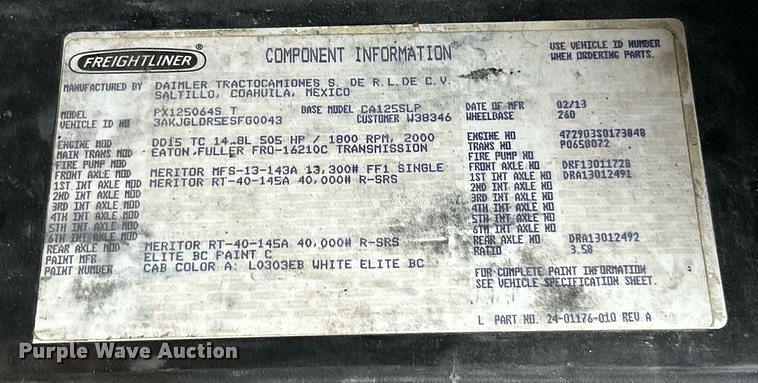 FREIGHTLINER®
COMPONENT INFORMATION
USE VEHICLE ID NUMBER
WHEN ORDERING PARTS.
MANUFACTURED BY DAIMLER TRACTOCAMIONES S. DE R.L. DE C.V.
SALTILLO, COAHUILA, MEXICO
MODEL PX125064S T BASE MODEL CA125SLP DATE OF MFR 02/13
VEHICLE ID NO 3AKJGLDR5ESFG0043 CUSTOMER W38346 WHEELBASE 260
ENGINE MOD DD15 TC 14.8L 505 HP / 1800 RPM, 2000 ENGINE NO 472903S0173848
MAIN TRANS MOD EATON FULLER FRO-16210C TRANSMISSION TRANS NO P0658072
FIRE PUMP MOD FIRE PUMP NO
FRONT AXLE MOD MERITOR MFS-13-143A 13,300# FF1 SINGLE FRONT AXLE NO DRF13011728
1ST INT AXLE MOD MERITOR RT-40-145A 40,000# R-SRS 1ST INT AXLE NO DRA13012491
2ND INT AXLE MOD 2ND INT AXLE NO
3RD INT AXLE MOD 3RD INT AXLE NO
4TH INT AXLE MOD 4TH INT AXLE NO
5TH INT AXLE MOD 5TH INT AXLE NO
6TH INT AXLE MOD 6TH INT AXLE NO
REAR AXLE MOD MERITOR RT-40-145A 40,000# R-SRS REAR AXLE NO DRA13012492
PAINT MFR ELITE BC PAINT C RATIO 3.58
PAINT NUMBER CAB COLOR A: L0303EB WHITE ELITE BC
FOR COMPLETE PAINT INFORMATION
SEE VEHICLE SPECIFICATION SHEET.
L PART NO. 24-01176-010 REV A
Purple Wave Auction